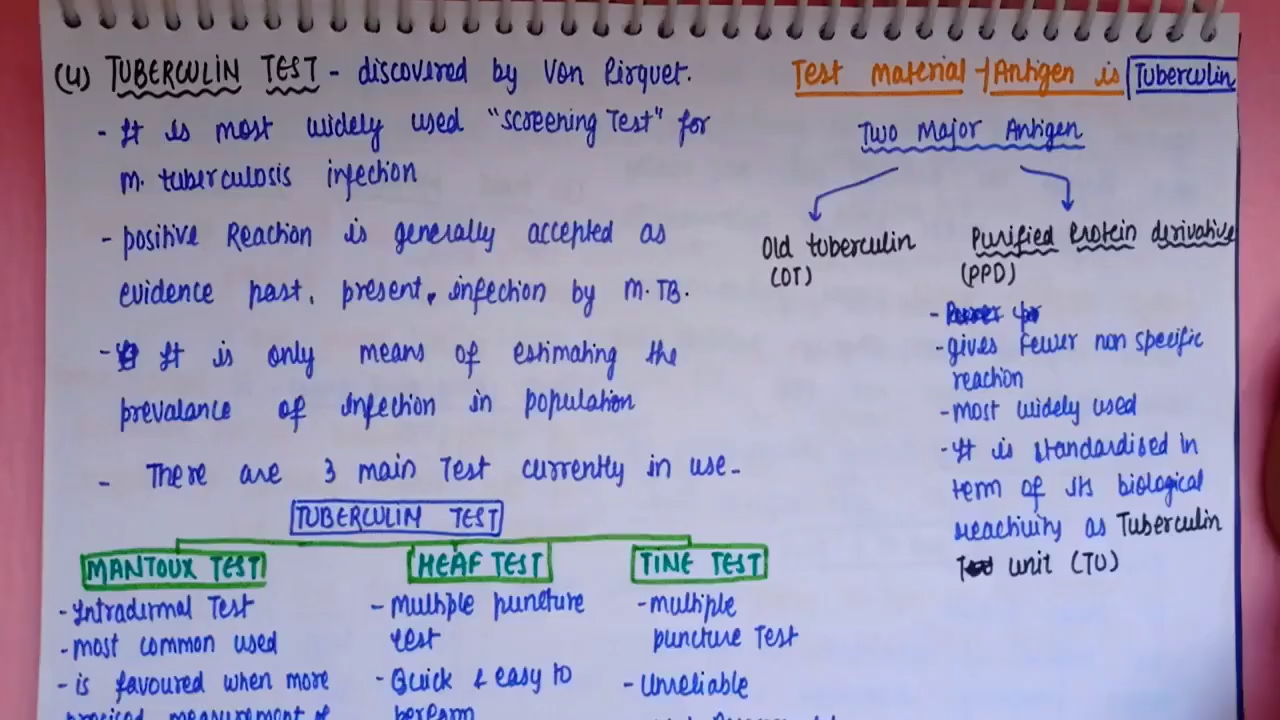 (4) TUBERCULIN TEST - discovered by Von Pirquet.
- It is most widely used "screening Test" for
m. tuberculosis infection
- positive Reaction is generally accepted as
evidence past, present, infection by M.TB.
- It is only means of estimating the
prevalance of infection in population
- There are 3 main Test currently in use-
TUBERCULIN TEST
MANTOUX TEST
- Intradermal Test
- most common used
- is favoured when more
precised measurement of
HEAF TEST
- Multiple puncture
test
- Quick & easy to
perform
TINE TEST
- multiple
puncture Test
- Unreliable
Test material / Antigen is Tuberculin
Two Major Antigen
Old tuberculin
(OT)
Purified Protein derivative
(PPD)
- gives Fewer non specific
reaction
- most widely used
- It is standardised in
term of its biological
reactivity as Tuberculin
unit (TU)